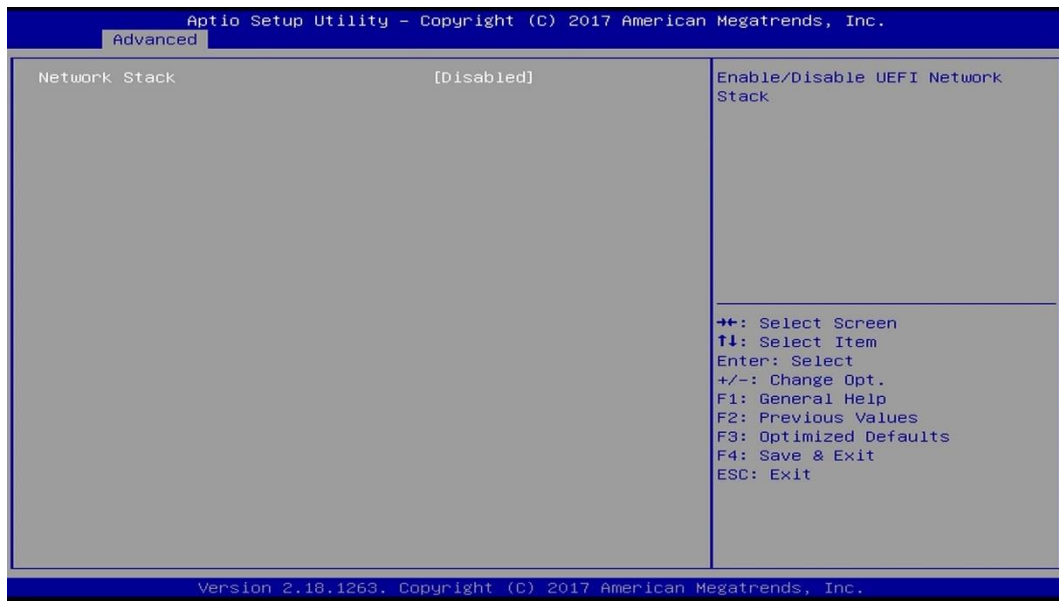 Aptio Setup Utility – Copyright (C) 2017 American Megatrends, Inc.
Advanced
Network Stack [Disabled]
Enable/Disable UEFI Network
Stack
→←: Select Screen
↑↓: Select Item
Enter: Select
+/-: Change Opt.
F1: General Help
F2: Previous Values
F3: Optimized Defaults
F4: Save & Exit
ESC: Exit
Version 2.18.1263. Copyright (C) 2017 American Megatrends, Inc.